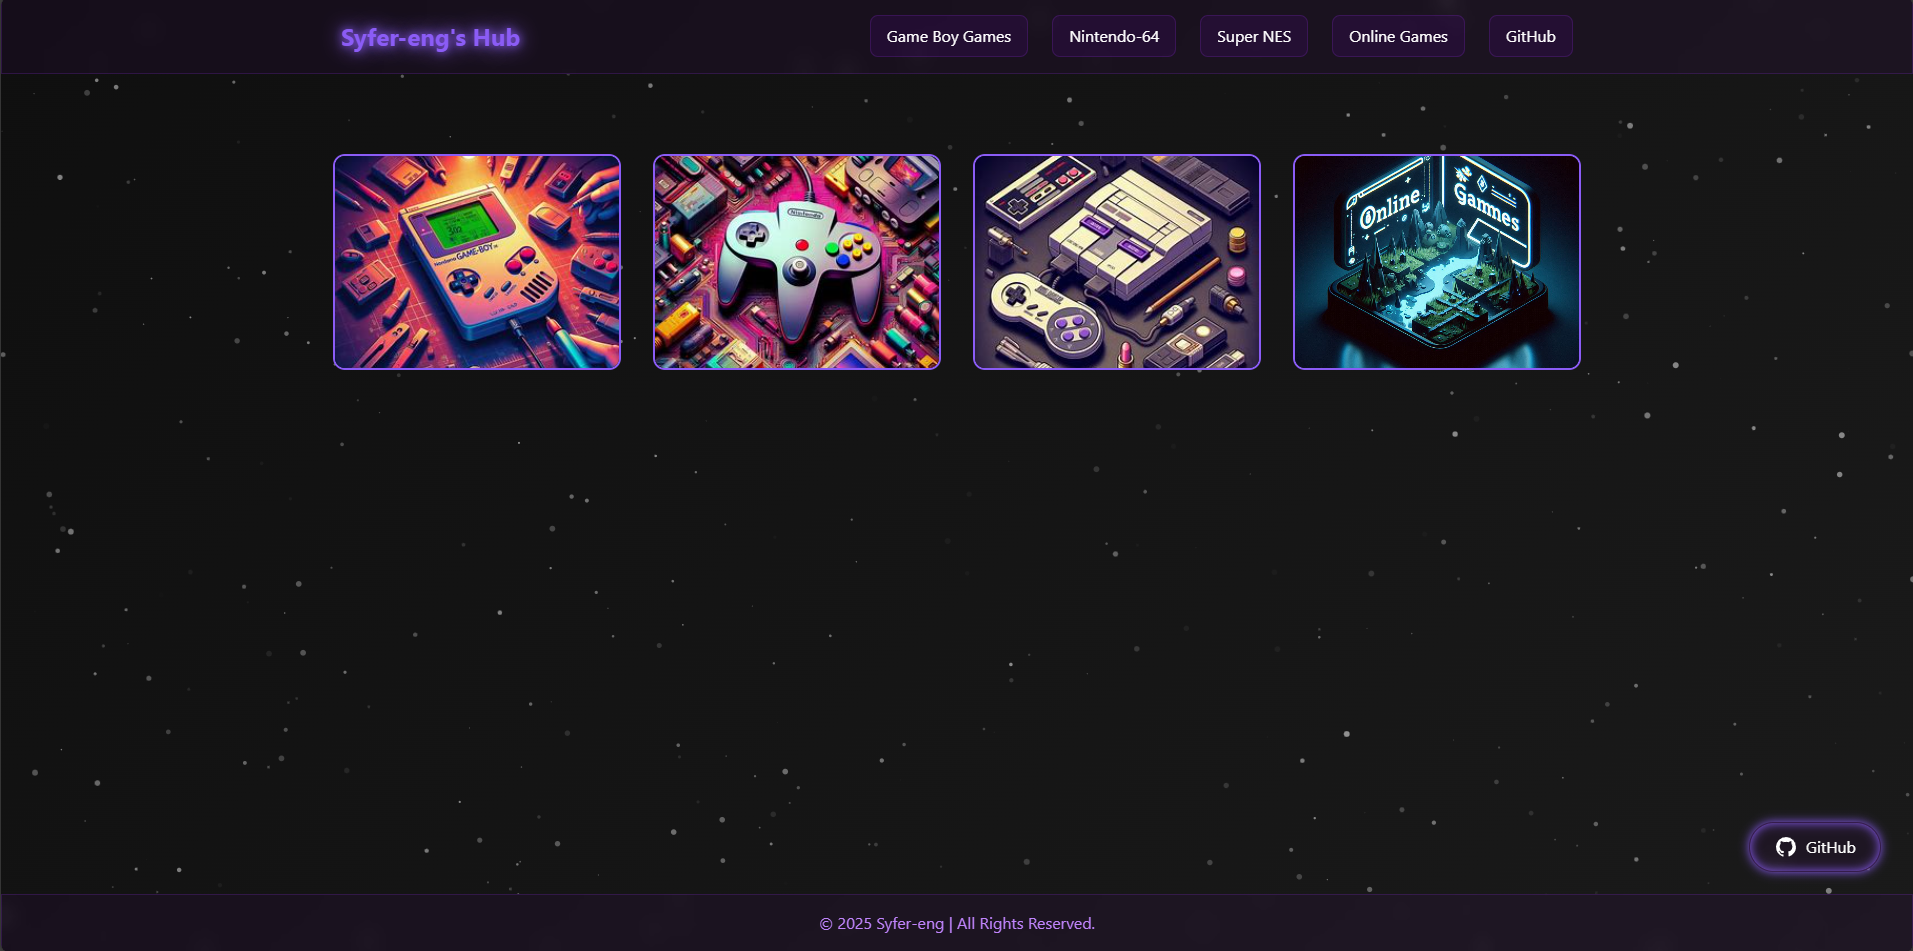 Syfer-eng's Hub
Game Boy Games
Nintendo-64
Super NES
Online Games
GitHub
GAME-BOY
Nintendo
Online
Gammes
GitHub
© 2025 Syfer-eng | All Rights Reserved.